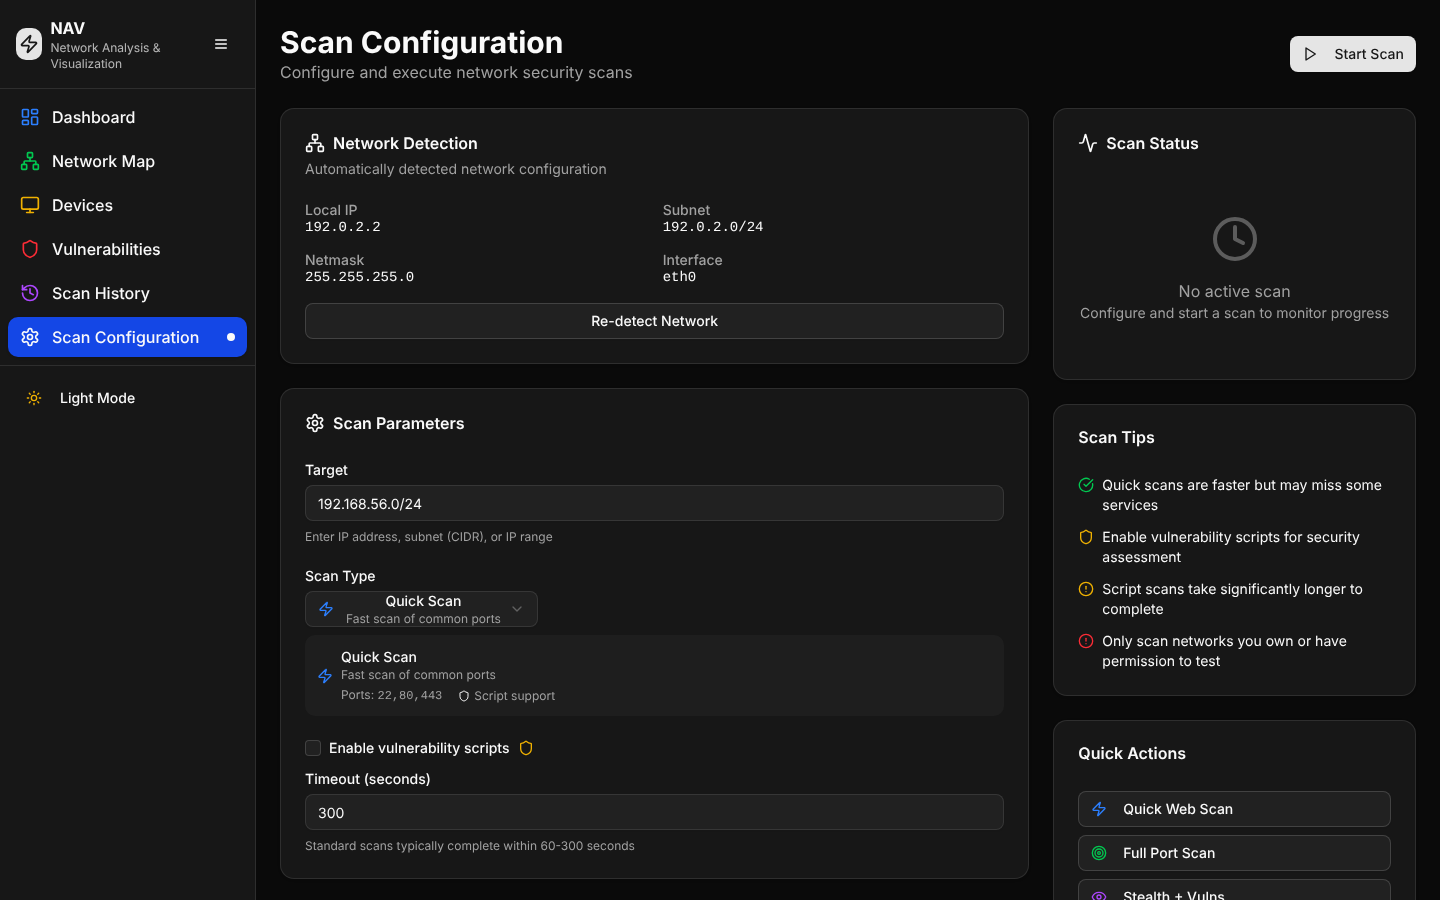 NAV
Network Analysis &
Visualization
Dashboard
Network Map
Devices
Vulnerabilities
Scan History
Scan Configuration
Light Mode
Scan Configuration
Configure and execute network security scans
Start Scan
Network Detection
Automatically detected network configuration
Local IP
192.0.2.2
Subnet
192.0.2.0/24
Netmask
255.255.255.0
Interface
eth0
Re-detect Network
Scan Parameters
Target
192.168.56.0/24
Enter IP address, subnet (CIDR), or IP range
Scan Type
Quick Scan
Fast scan of common ports
Quick Scan
Fast scan of common ports
Ports: 22,80,443 Script support
Enable vulnerability scripts
Timeout (seconds)
300
Standard scans typically complete within 60-300 seconds
Scan Status
No active scan
Configure and start a scan to monitor progress
Scan Tips
Quick scans are faster but may miss some
services
Enable vulnerability scripts for security
assessment
Script scans take significantly longer to
complete
Only scan networks you own or have
permission to test
Quick Actions
Quick Web Scan
Full Port Scan
Stealth + Vulns